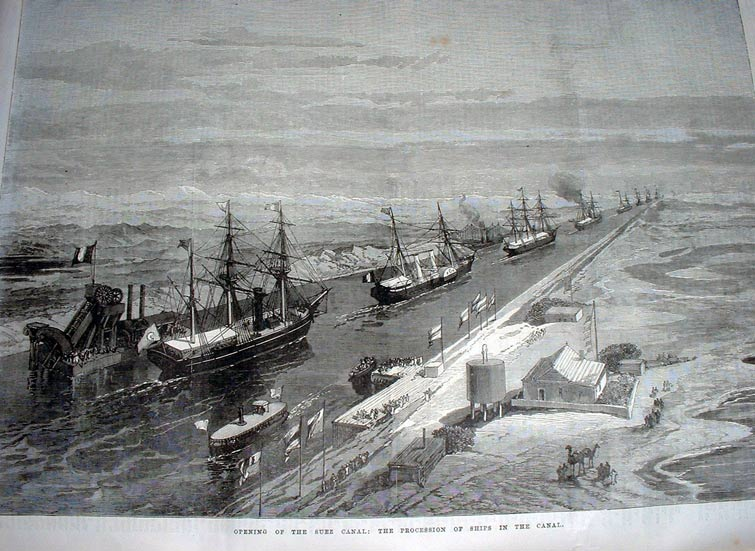 OPENING OF THE SUEZ CANAL: THE PROCESSION OF SHIPS IN THE CANAL.